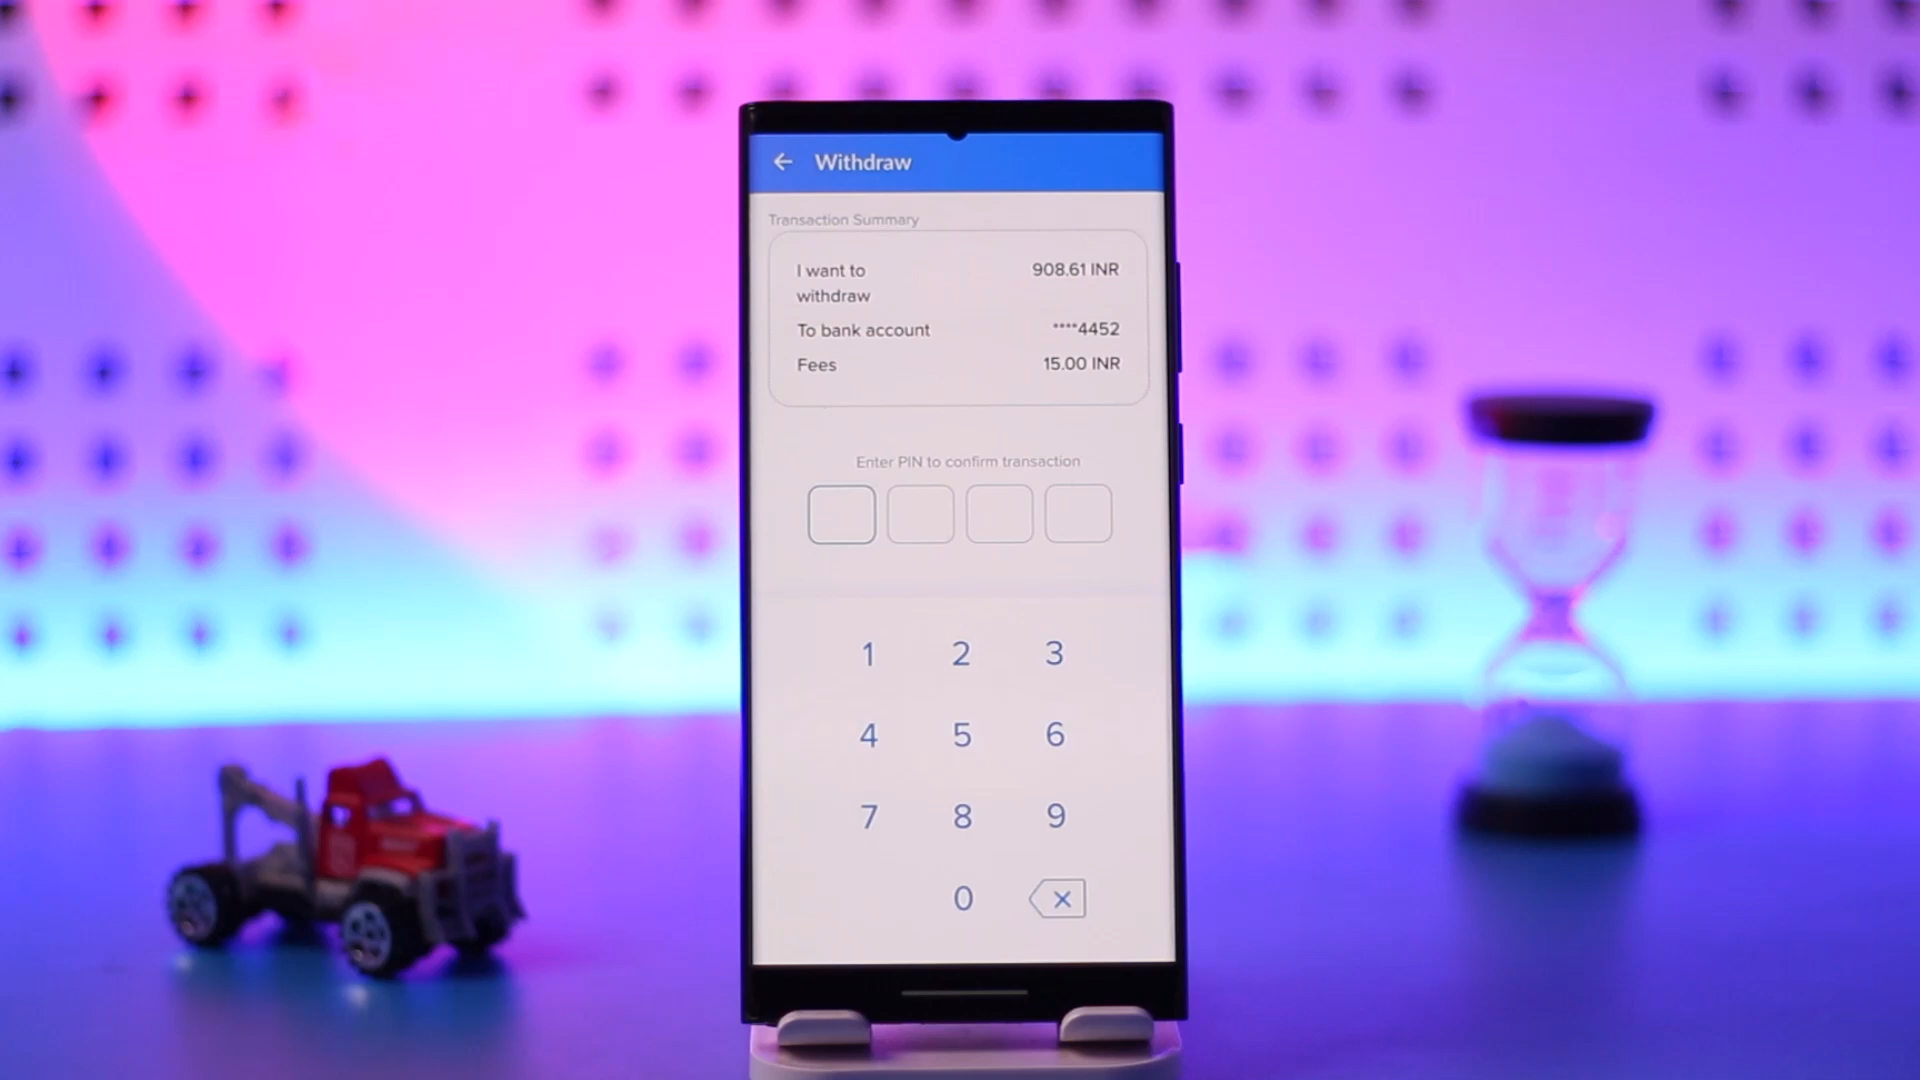 Withdraw
Transaction Summary
I want to
withdraw
908.61 INR
To bank account
****4452
Fees
15.00 INR
Enter PIN to confirm transaction
1 2 3
4 5 6
7 8 9
0